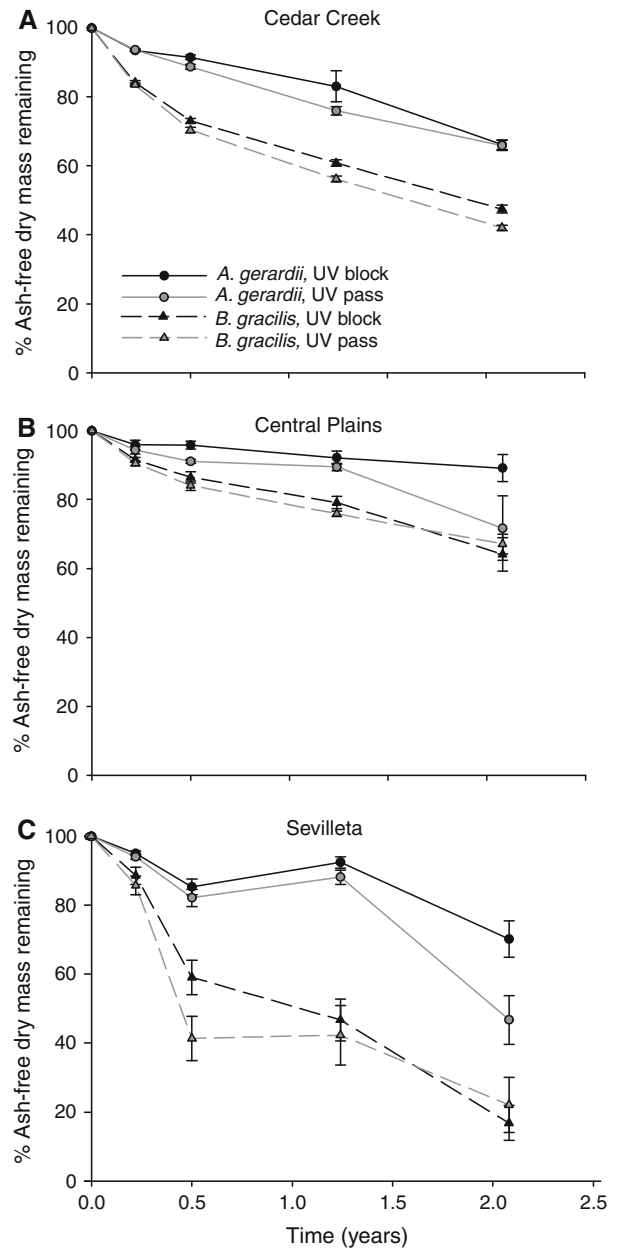 A
Cedar Creek
100
80
60
40
20
0
% Ash-free dry mass remaining
A. gerardii, UV block
A. gerardii, UV pass
B. gracilis, UV block
B. gracilis, UV pass
B
Central Plains
100
80
60
40
20
0
% Ash-free dry mass remaining
C
Sevilleta
100
80
60
40
20
0
% Ash-free dry mass remaining
0.0 0.5 1.0 1.5 2.0 2.5
Time (years)